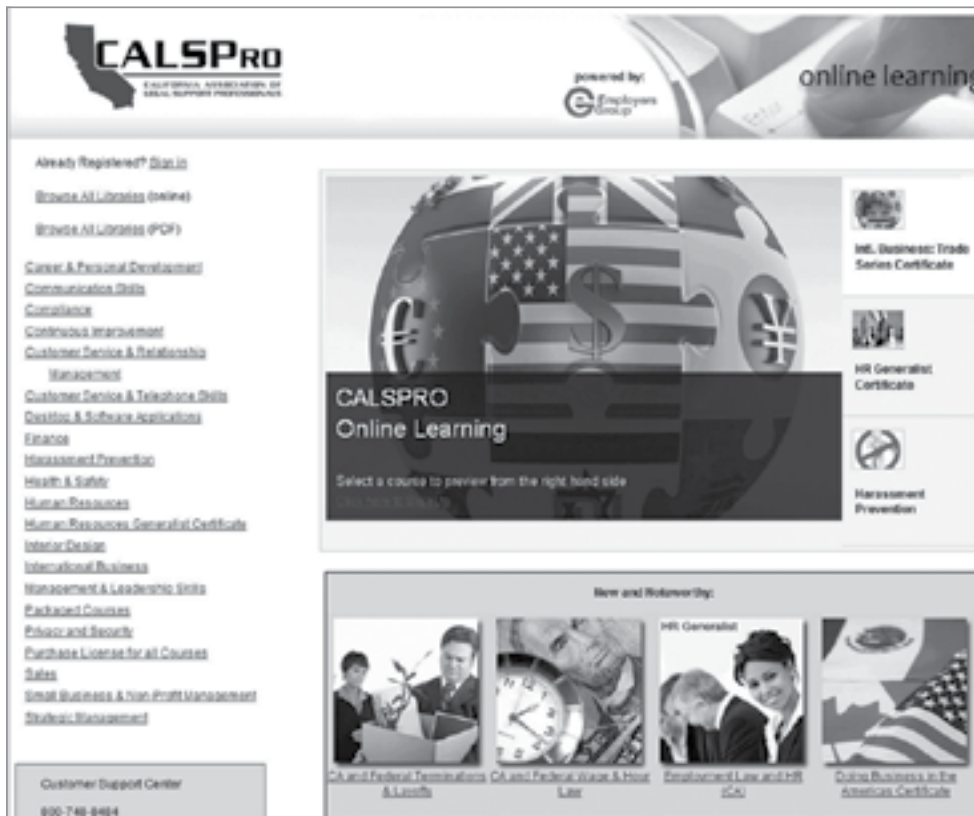 CALSPRO
CALIFORNIA ASSOCIATION OF
LEGAL SUPPORT PROFESSIONALS
powered by:
Employers
Group
online learning
Already Registered? Sign in
Browse All Libraries (online)
Browse All Libraries (PDF)
Career & Personal Development
Communication Skills
Compliance
Continuous Improvement
Customer Service & Relationship
Management
Customer Service & Telephone Skills
Desktop & Software Applications
Finance
Harassment Prevention
Health & Safety
Human Resources
Human Resources Generalist Certificate
Interior Design
International Business
Management & Leadership Skills
Packaged Courses
Privacy and Security
Purchase License for all Courses
Sales
Small Business & Non-Profit Management
Strategic Management
Customer Support Center
CALSPRO
Online Learning
Select a course to preview from the right hand side
Intl. Business: Trade
Series Certificate
HR Generalist
Certificate
Harassment
Prevention
New and Noteworthy:
HR Generalist
CA and Federal Terminations
& Layoffs
CA and Federal Wage & Hour
Law
Employment Law and HR
(CA)
Doing Business in the
Americas Certificate